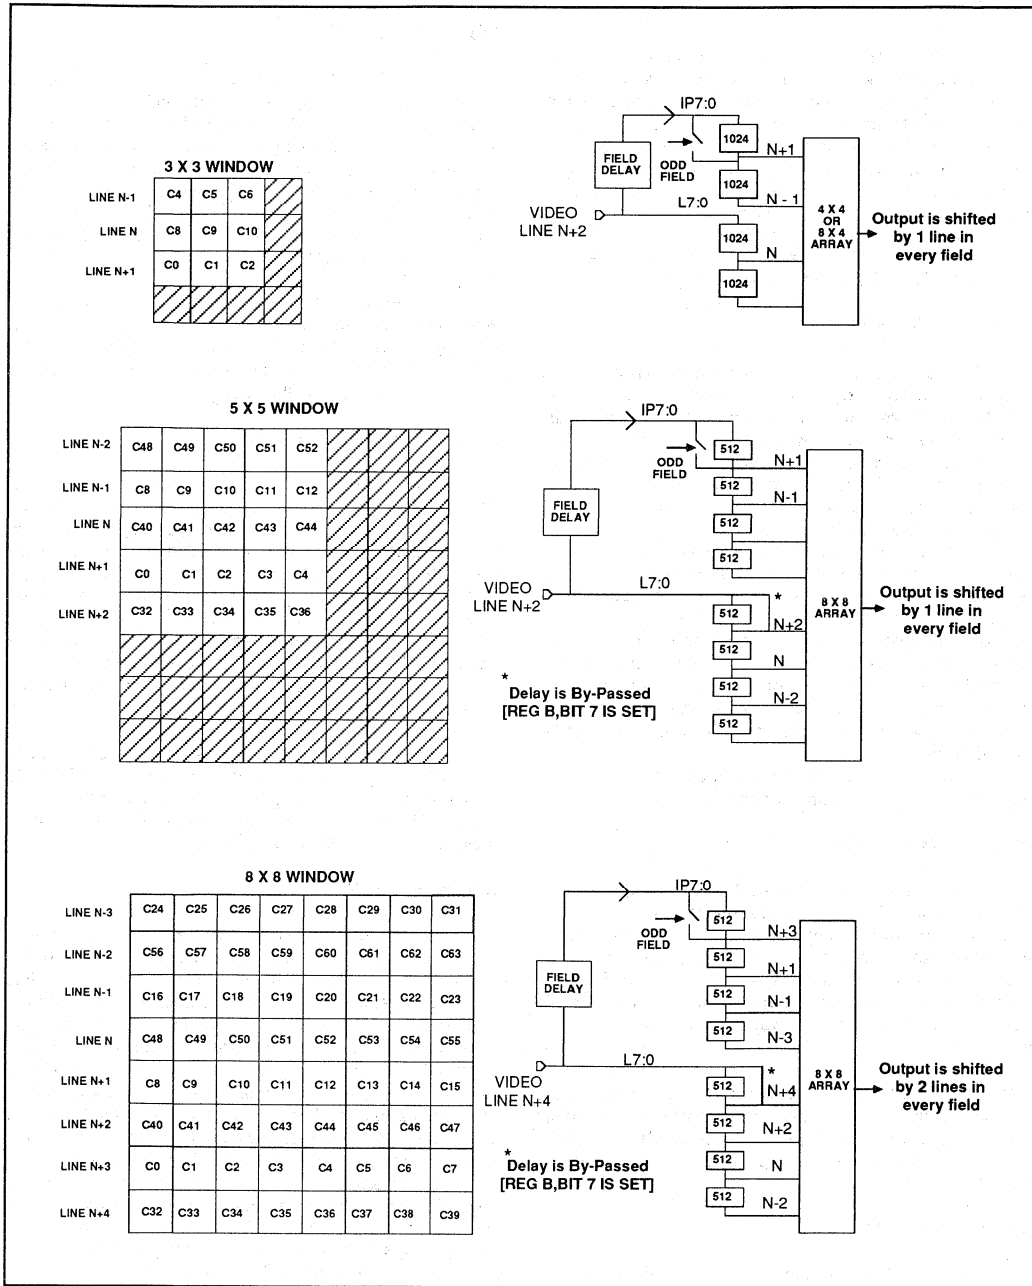 3 X 3 WINDOW
LINE N-1 C4 C5 C6
LINE N C8 C9 C10
LINE N+1 C0 C1 C2
IP7:0
FIELD DELAY
ODD FIELD
1024
N+1
1024
N - 1
L7:0
VIDEO LINE N+2
1024
N
1024
4 X 4 OR 8 X 4 ARRAY
Output is shifted
by 1 line in
every field
5 X 5 WINDOW
LINE N-2 C48 C49 C50 C51 C52
LINE N-1 C8 C9 C10 C11 C12
LINE N C40 C41 C42 C43 C44
LINE N+1 C0 C1 C2 C3 C4
LINE N+2 C32 C33 C34 C35 C36
IP7:0
ODD FIELD
512
N+1
512
N-1
FIELD DELAY
512
512
VIDEO LINE N+2
L7:0
*
512
N+2
512
N
512
N-2
512
8 X 8 ARRAY
Output is shifted
by 1 line in
every field
*
Delay is By-Passed
[REG B,BIT 7 IS SET]
8 X 8 WINDOW
LINE N-3 C24 C25 C26 C27 C28 C29 C30 C31
LINE N-2 C56 C57 C58 C59 C60 C61 C62 C63
LINE N-1 C16 C17 C18 C19 C20 C21 C22 C23
LINE N C48 C49 C50 C51 C52 C53 C54 C55
LINE N+1 C8 C9 C10 C11 C12 C13 C14 C15
LINE N+2 C40 C41 C42 C43 C44 C45 C46 C47
LINE N+3 C0 C1 C2 C3 C4 C5 C6 C7
LINE N+4 C32 C33 C34 C35 C36 C37 C38 C39
IP7:0
ODD FIELD
512
N+3
512
N+1
FIELD DELAY
512
N-1
512
N-3
VIDEO LINE N+4
L7:0
*
512
N+4
512
N+2
512
N
512
N-2
8 X 8 ARRAY
Output is shifted
by 2 lines in
every field
*
Delay is By-Passed
[REG B,BIT 7 IS SET]